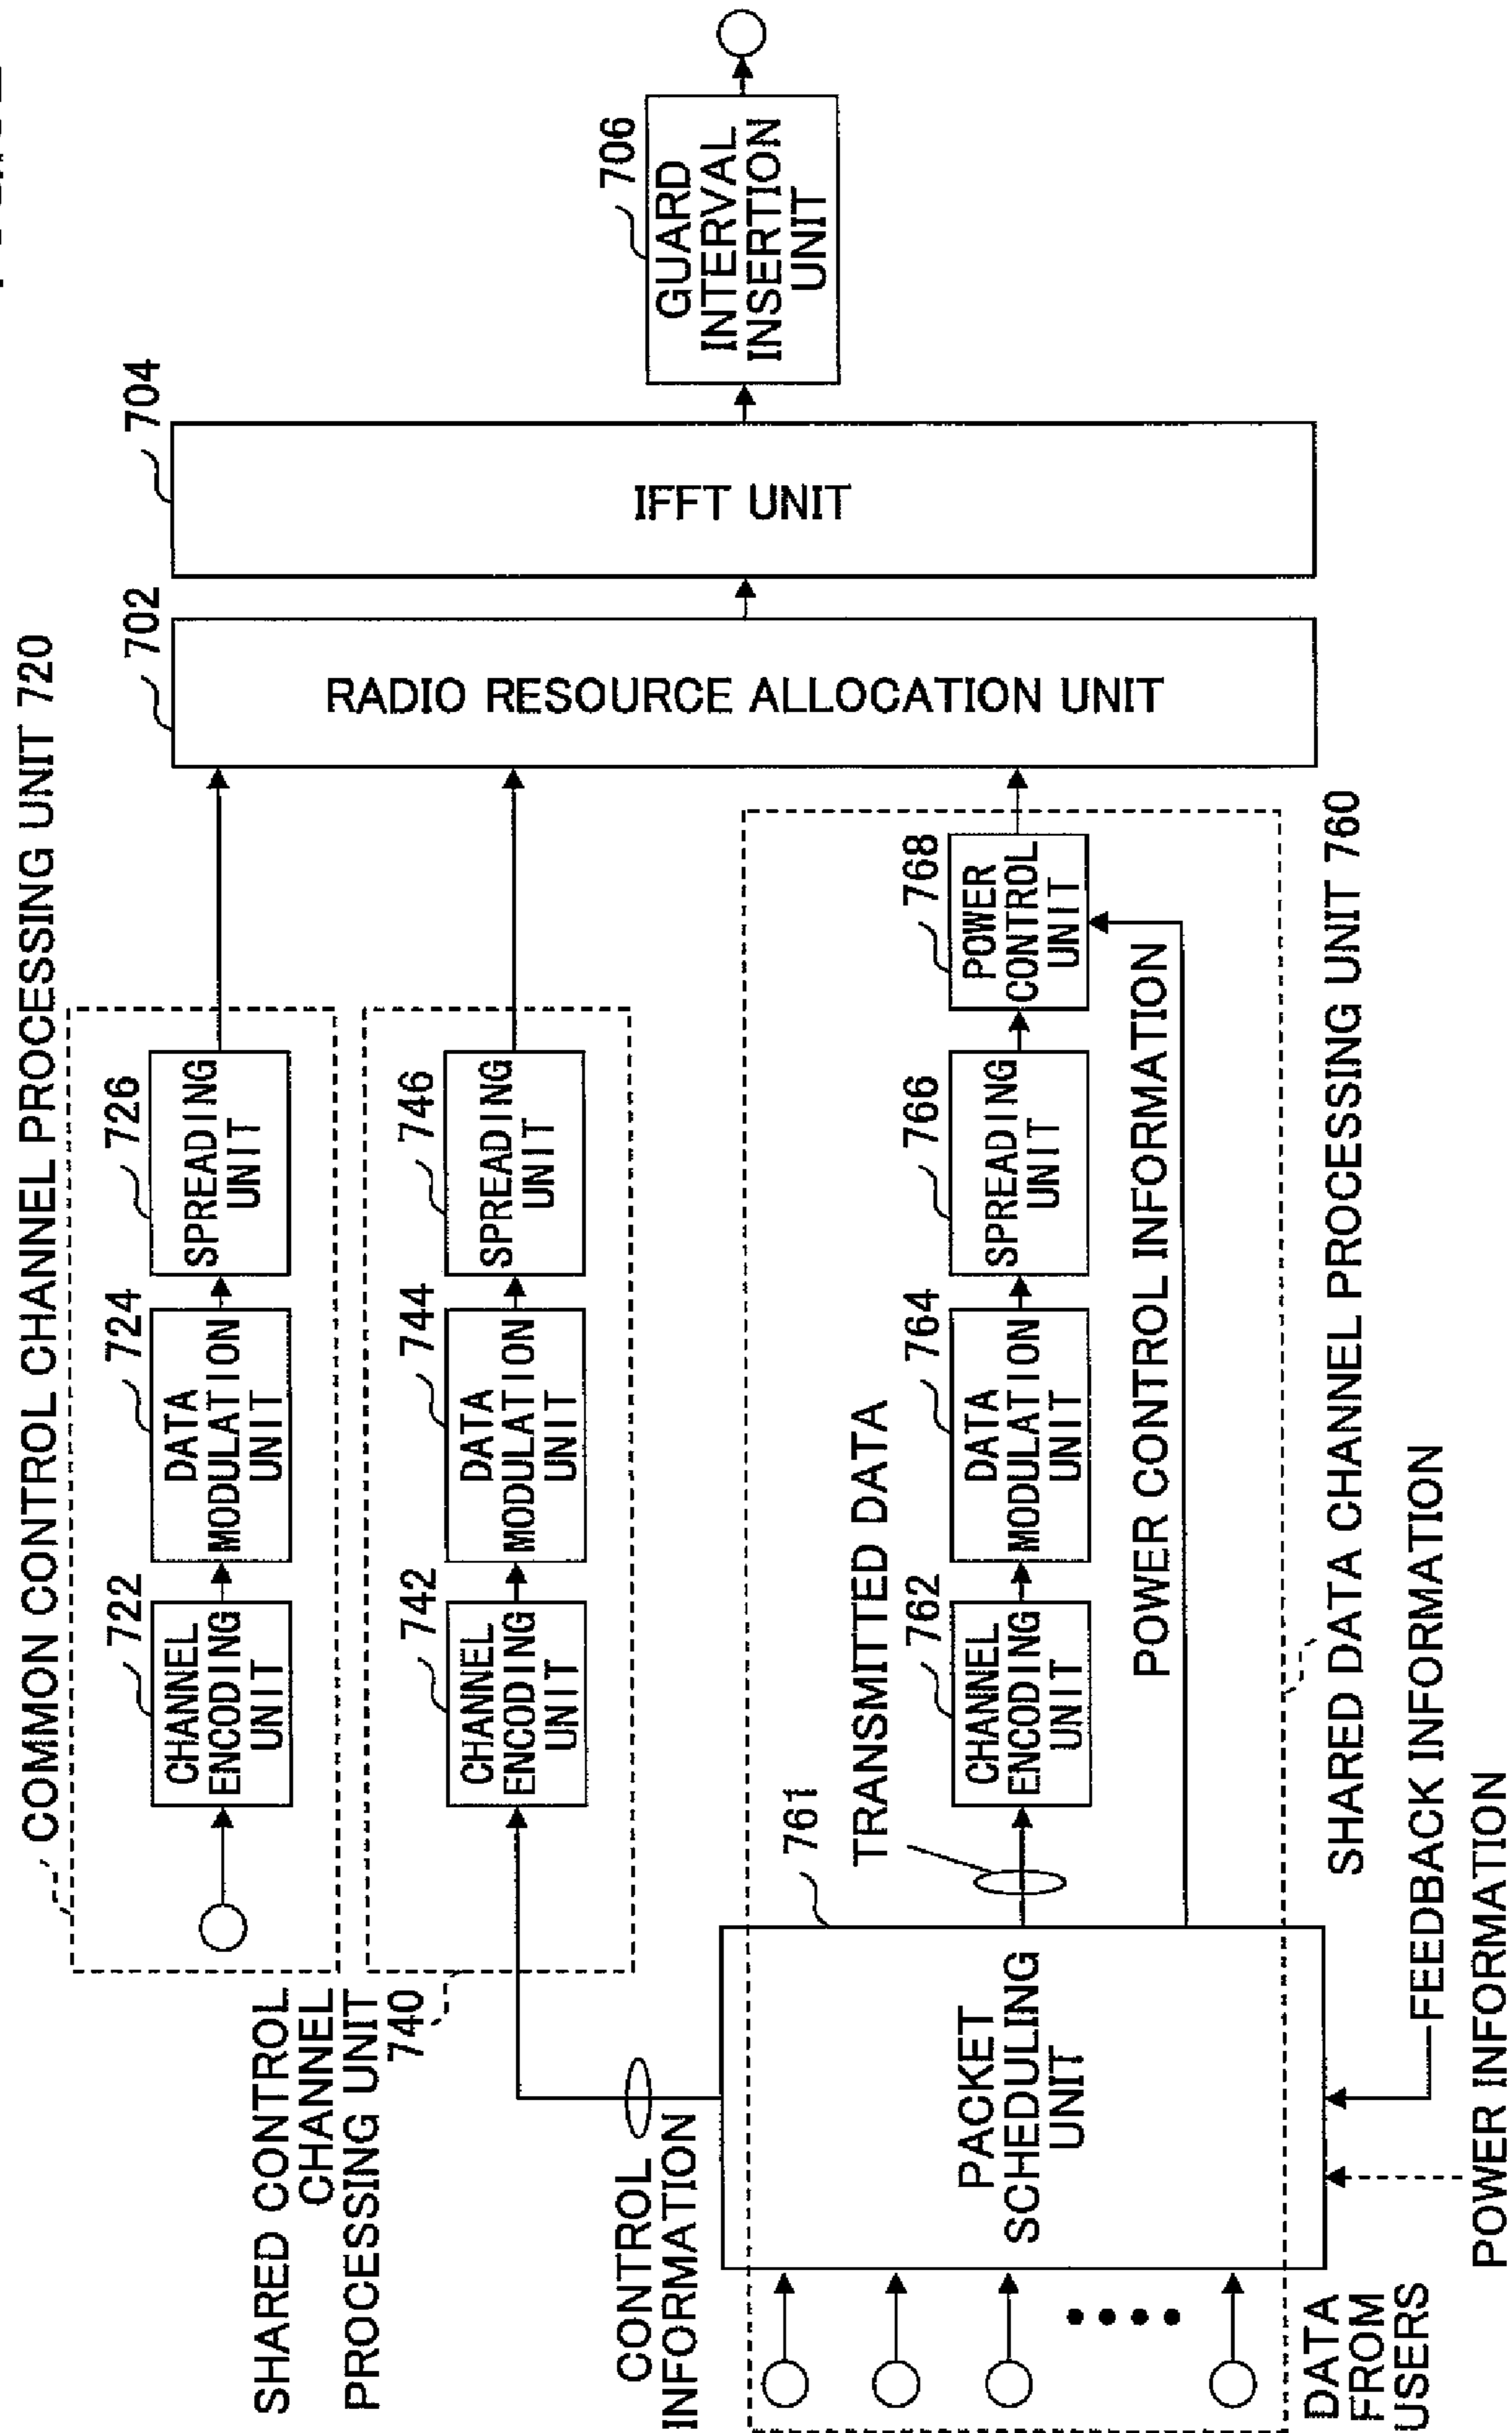 COMMON CONTROL CHANNEL PROCESSING UNIT 720
722
CHANNEL
ENCODING
UNIT
724
DATA
MODULATION
UNIT
726
SPREADING
UNIT
SHARED CONTROL
CHANNEL
PROCESSING UNIT
740
742
CHANNEL
ENCODING
UNIT
744
DATA
MODULATION
UNIT
746
SPREADING
UNIT
702
RADIO RESOURCE ALLOCATION UNIT
704
IFFT UNIT
706
GUARD
INTERVAL
INSERTION
UNIT
CONTROL
INFORMATION
761
PACKET
SCHEDULING
UNIT
TRANSMITTED DATA
762
CHANNEL
ENCODING
UNIT
764
DATA
MODULATION
UNIT
766
SPREADING
UNIT
768
POWER
CONTROL
UNIT
POWER CONTROL INFORMATION
SHARED DATA CHANNEL PROCESSING UNIT 760
DATA
FROM
USERS
FEEDBACK INFORMATION
POWER INFORMATION